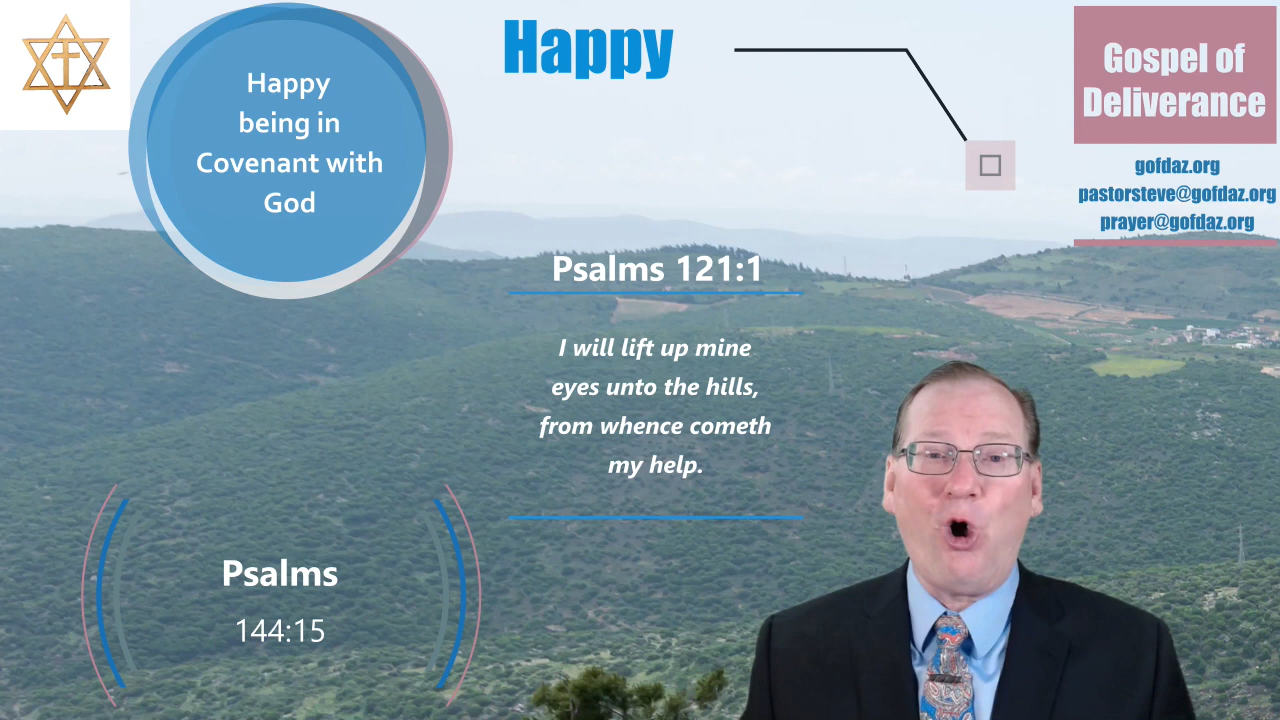 Happy
being in
Covenant with
God
Happy
Gospel of
Deliverance
gofdaz.org
pastorsteve@gofdaz.org
prayer@gofdaz.org
Psalms 121:1
I will lift up mine
eyes unto the hills,
from whence cometh
my help.
Psalms
144:15